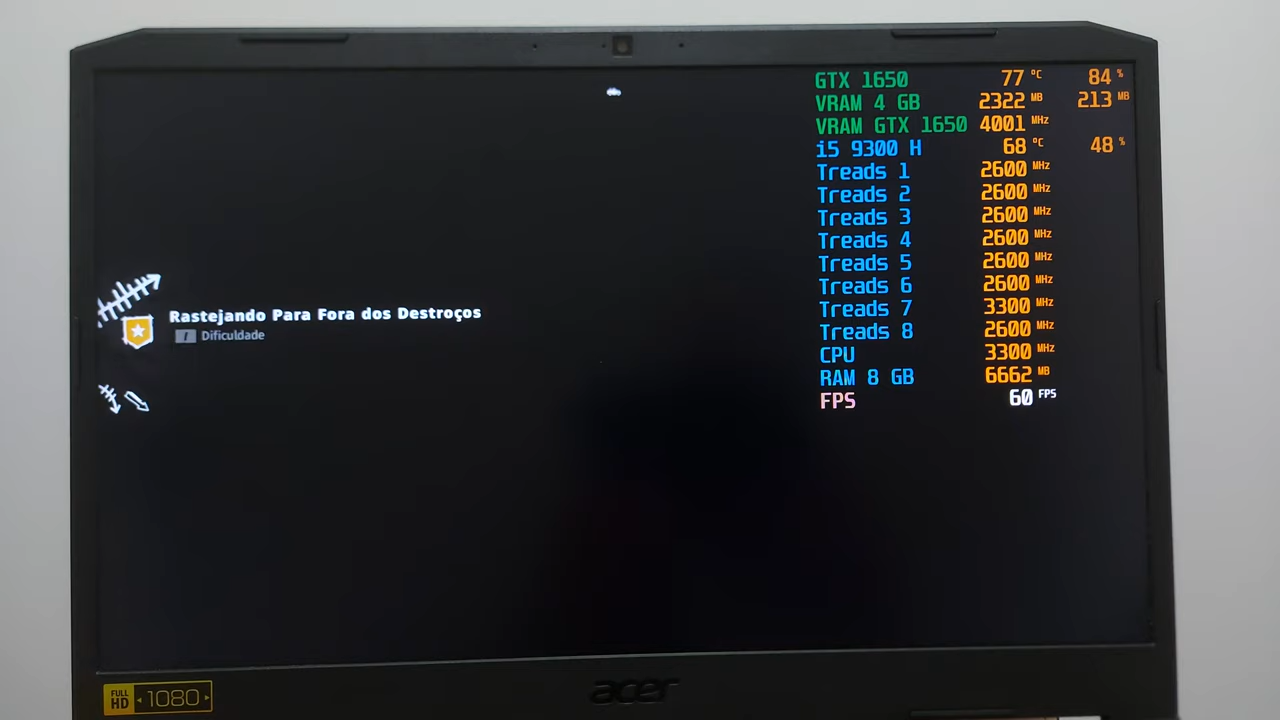 GTX 1650 77 °C 84 %
VRAM 4 GB 2322 MB 213 MB
VRAM GTX 1650 4001 MHz
i5 9300 H 68 °C 48 %
Treads 1 2600 MHz
Treads 2 2600 MHz
Treads 3 2600 MHz
Treads 4 2600 MHz
Treads 5 2600 MHz
Treads 6 2600 MHz
Treads 7 3300 MHz
Treads 8 2600 MHz
CPU 3300 MHz
RAM 8 GB 6662 MB
FPS 60 FPS
Rastejando Para Fora dos Destroços
I Dificuldade
FULL HD 1080
acer